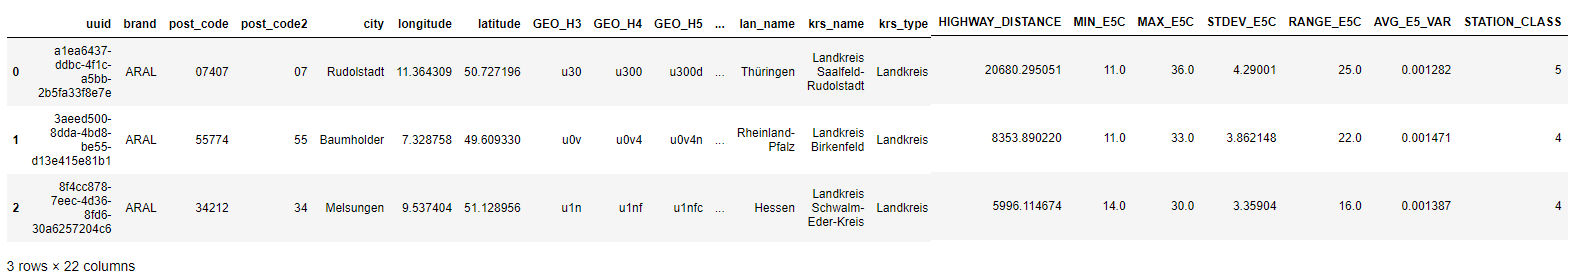 uuid brand post_code post_code2 city longitude latitude GEO_H3 GEO_H4 GEO_H5 ... lan_name krs_name krs_type HIGHWAY_DISTANCE MIN_E5C MAX_E5C STDEV_E5C RANGE_E5C AVG_E5_VAR STATION_CLASS
a1ea6437-
ddbc-4f1c-
a5bb-
2b5fa33f8e7e
0 ARAL 07407 07 Rudolstadt 11.364309 50.727196 u30 u300 u300d ... Thüringen
Landkreis
Saalfeld-
Rudolstadt
Landkreis 20680.295051 11.0 36.0 4.29001 25.0 0.001282 5
3aeed500-
8dda-4bd8-
be55-
d13e415e81b1
1 ARAL 55774 55 Baumholder 7.328758 49.609330 u0v u0v4 u0v4n ...
Rheinland-
Pfalz
Landkreis
Birkenfeld
Landkreis 8353.890220 11.0 33.0 3.862148 22.0 0.001471 4
8f4cc878-
7eec-4d36-
8fd6-
30a6257204c6
2 ARAL 34212 34 Melsungen 9.537404 51.128956 u1n u1nf u1nfc ... Hessen
Landkreis
Schwalm-
Eder-Kreis
Landkreis 5996.114674 14.0 30.0 3.35904 16.0 0.001387 4
3 rows × 22 columns